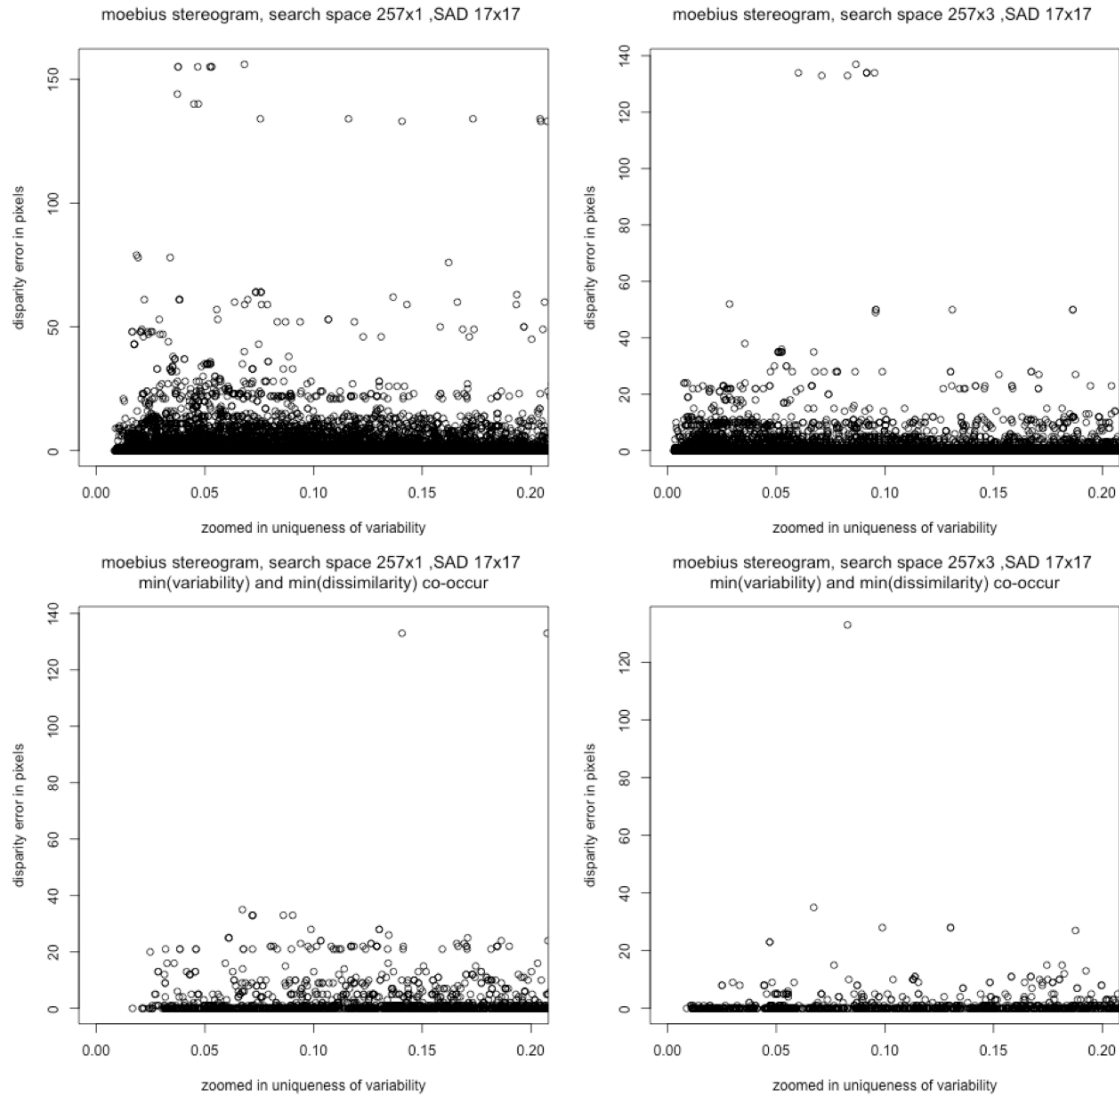 moebius stereogram, search space 257x1 ,SAD 17x17
disparity error in pixels
150
100
50
0
0.00 0.05 0.10 0.15 0.20
zoomed in uniqueness of variability
moebius stereogram, search space 257x3 ,SAD 17x17
disparity error in pixels
140
120
100
80
60
40
20
0
0.00 0.05 0.10 0.15 0.20
zoomed in uniqueness of variability
moebius stereogram, search space 257x1 ,SAD 17x17
min(variability) and min(dissimilarity) co-occur
disparity error in pixels
140
120
100
80
60
40
20
0
0.00 0.05 0.10 0.15 0.20
zoomed in uniqueness of variability
moebius stereogram, search space 257x3 ,SAD 17x17
min(variability) and min(dissimilarity) co-occur
disparity error in pixels
120
100
80
60
40
20
0
0.00 0.05 0.10 0.15 0.20
zoomed in uniqueness of variability